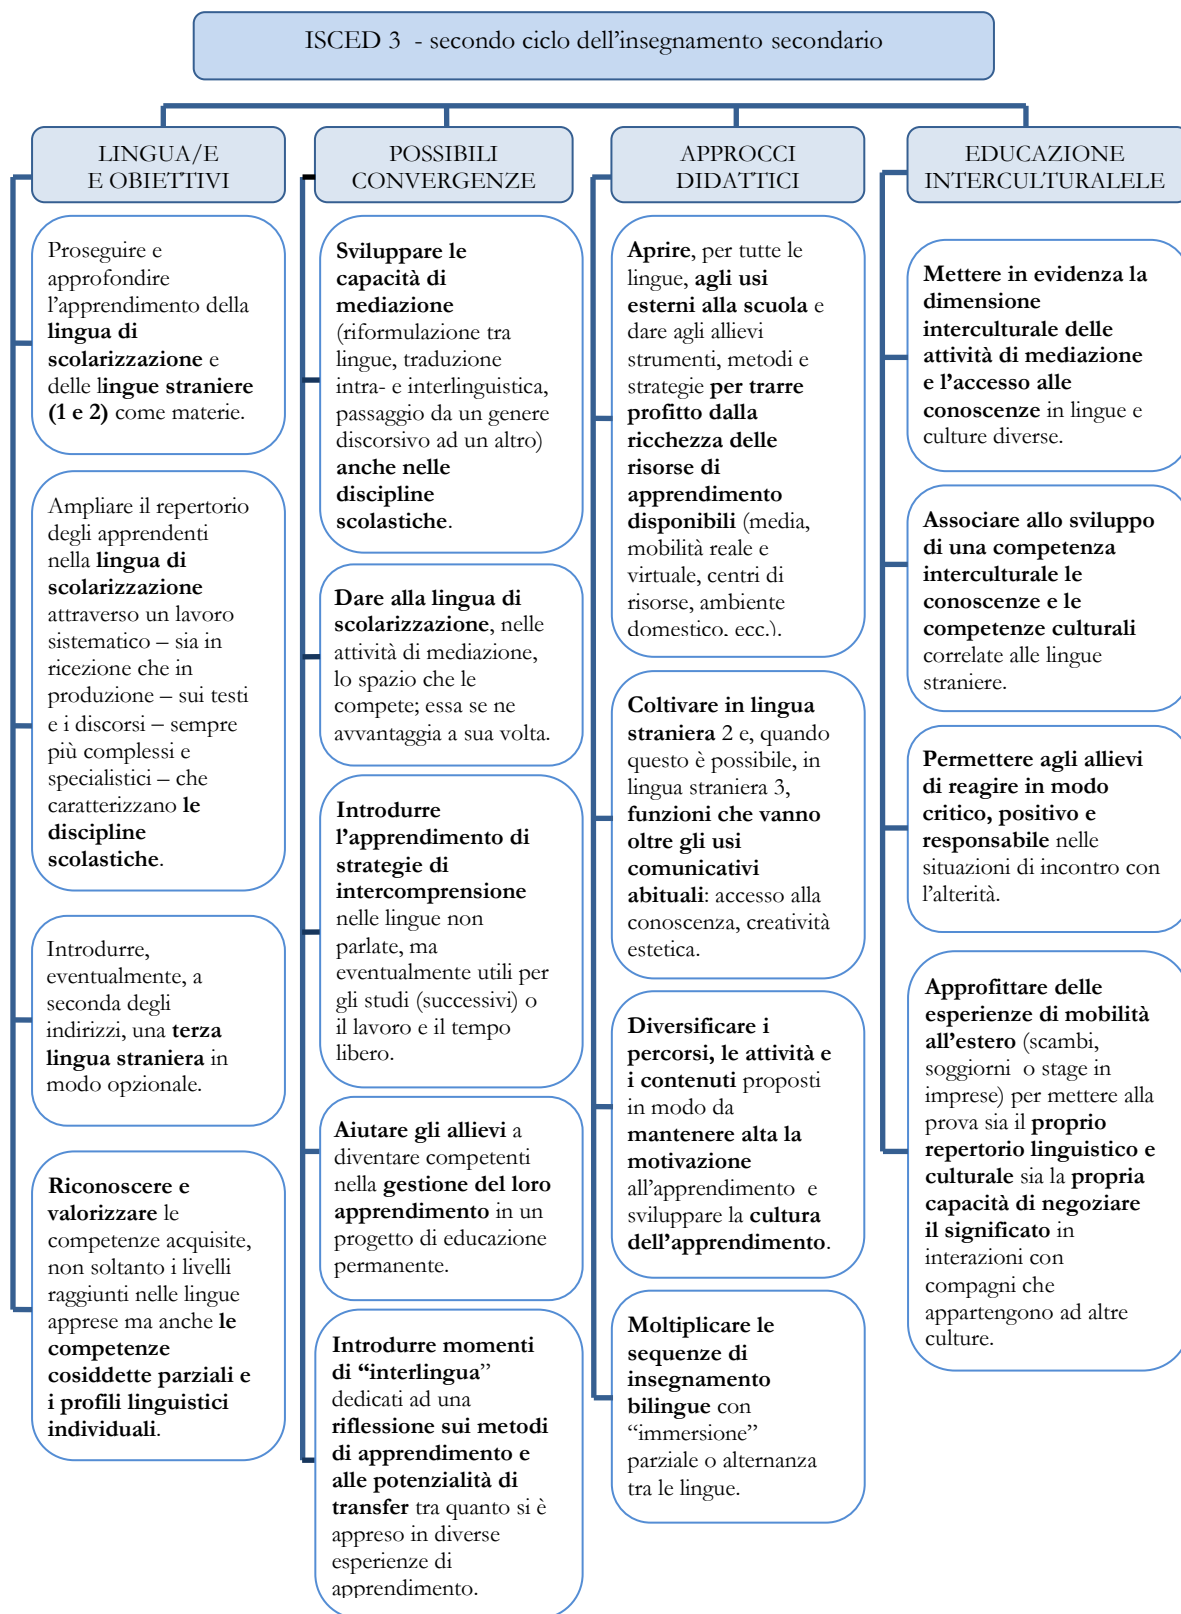 ISCED 3 - secondo ciclo dell'insegnamento secondario
LINGUA/E
E OBIETTIVI
Proseguire e
approfondire
l'apprendimento della
lingua di
scolarizzazione e
delle lingue straniere
(1 e 2) come materie.
Ampliare il repertorio
degli apprendenti
nella lingua di
scolarizzazione
attraverso un lavoro
sistematico – sia in
ricezione che in
produzione – sui testi
e i discorsi – sempre
più complessi e
specialistici – che
caratterizzano le
discipline
scolastiche.
Introdurre,
eventualmente, a
seconda degli
indirizzi, una terza
lingua straniera in
modo opzionale.
Riconoscere e
valorizzare le
competenze acquisite,
non soltanto i livelli
raggiunti nelle lingue
apprese ma anche le
competenze
cosiddette parziali e
i profili linguistici
individuali.
POSSIBILI
CONVERGENZE
Sviluppare le
capacità di
mediazione
(riformulazione tra
lingue, traduzione
intra- e interlinguistica,
passaggio da un genere
discorsivo ad un altro)
anche nelle
discipline
scolastiche.
Dare alla lingua di
scolarizzazione, nelle
attività di mediazione,
lo spazio che le
compete; essa se ne
avvantaggia a sua volta.
Introdurre
l'apprendimento di
strategie di
intercomprensione
nelle lingue non
parlate, ma
eventualmente utili per
gli studi (successivi) o
il lavoro e il tempo
libero.
Aiutare gli allievi a
diventare competenti
nella gestione del loro
apprendimento in un
progetto di educazione
permanente.
Introdurre momenti
di “interlingua”
dedicati ad una
riflessione sui metodi
di apprendimento e
alle potenzialità di
transfer tra quanto si è
appreso in diverse
esperienze di
apprendimento.
APPROCCI
DIDATTICI
Aprire, per tutte le
lingue, agli usi
esterni alla scuola e
dare agli allievi
strumenti, metodi e
strategie per trarre
profitto dalla
ricchezza delle
risorse di
apprendimento
disponibili (media,
mobilità reale e
virtuale, centri di
risorse, ambiente
domestico, ecc.).
Coltivare in lingua
straniera 2 e, quando
questo è possibile, in
lingua straniera 3,
funzioni che vanno
oltre gli usi
comunicativi
abituali: accesso alla
conoscenza, creatività
estetica.
Diversificare i
percorsi, le attività e
i contenuti proposti
in modo da
mantenere alta la
motivazione
all'apprendimento e
sviluppare la cultura
dell'apprendimento.
Moltiplicare le
sequenze di
insegnamento
bilingue con
“immersione”
parziale o alternanza
tra le lingue.
EDUCAZIONE
INTERCULTURALELE
Mettere in evidenza la
dimensione
interculturale delle
attività di mediazione
e l'accesso alle
conoscenze in lingue e
culture diverse.
Associare allo sviluppo
di una competenza
interculturale le
conoscenze e le
competenze culturali
correlate alle lingue
straniere.
Permettere agli allievi
di reagire in modo
critico, positivo e
responsabile nelle
situazioni di incontro con
l'alterità.
Approfittare delle
esperienze di mobilità
all'estero (scambi,
soggiorni o stage in
imprese) per mettere alla
prova sia il proprio
repertorio linguistico e
culturale sia la propria
capacità di negoziare
il significato in
interazioni con
compagni che
appartengono ad altre
culture.